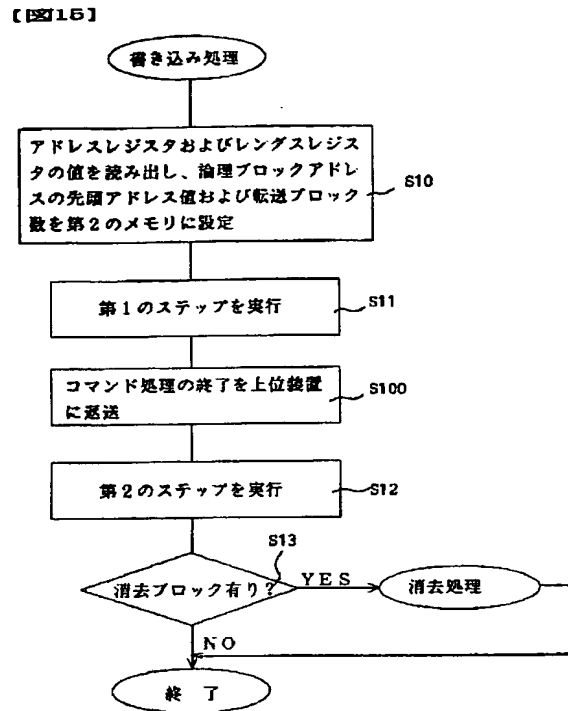 【図15】
書き込み処理
アドレスレジスタおよびレングスレジス
タの値を読み出し、論理ブロックアドレ
スの先頭アドレス値および転送ブロック
数を第2のメモリに設定
S10
第1のステップを実行
S11
コマンド処理の終了を上位装置
に返送
S100
第2のステップを実行
S12
S13
消去ブロック有り?
YES
消去処理
NO
終 了